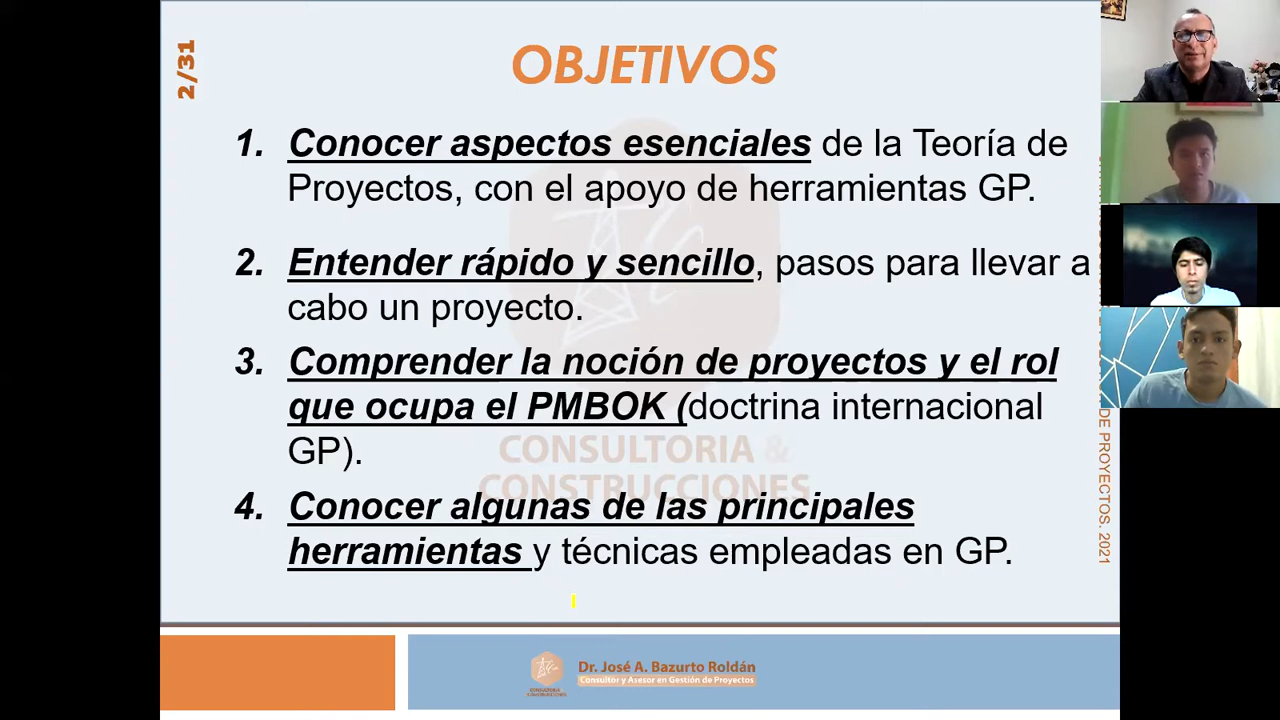 2/31
OBJETIVOS
1. Conocer aspectos esenciales de la Teoría de
Proyectos, con el apoyo de herramientas GP.
2. Entender rápido y sencillo, pasos para llevar a
cabo un proyecto.
3. Comprender la noción de proyectos y el rol
que ocupa el PMBOK (doctrina internacional
GP).
4. Conocer algunas de las principales
herramientas y técnicas empleadas en GP.
CONSULTORIA &
CONSTRUCCIONES
DE PROYECTOS. 2021
Dr. José A. Bazurto Roldán
Consultor y Asesor en Gestión de Proyectos
CONSULTORIA
& CONSTRUCCIONES